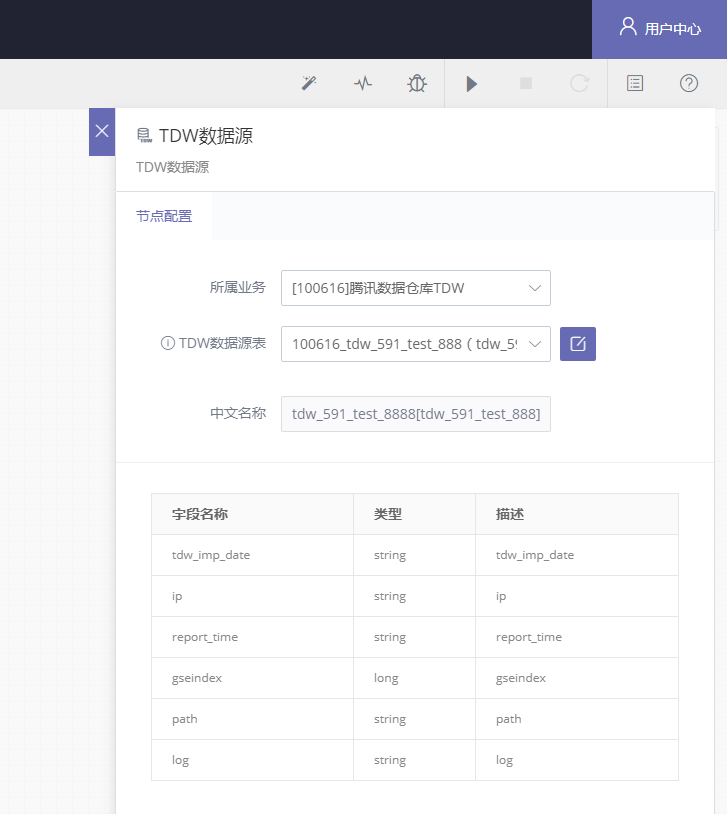 用户中心
TDW数据源
TDW数据源
节点配置
所属业务 [100616]腾讯数据仓库TDW
TDW数据源表 100616_tdw_591_test_888 ( tdw_59
中文名称 tdw_591_test_8888[tdw_591_test_888]
字段名称 类型 描述
tdw_imp_date string tdw_imp_date
ip string ip
report_time string report_time
gseindex long gseindex
path string path
log string log